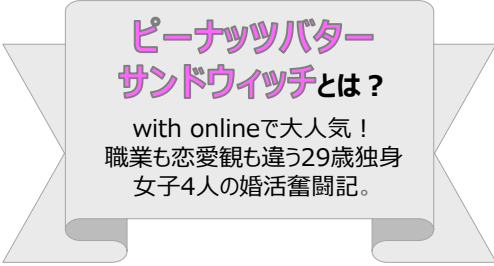 ピーナッツバター
サンドウィッチとは？
with onlineで大人気！
職業も恋愛観も違う29歳独身
女子4人の婚活奮闘記。